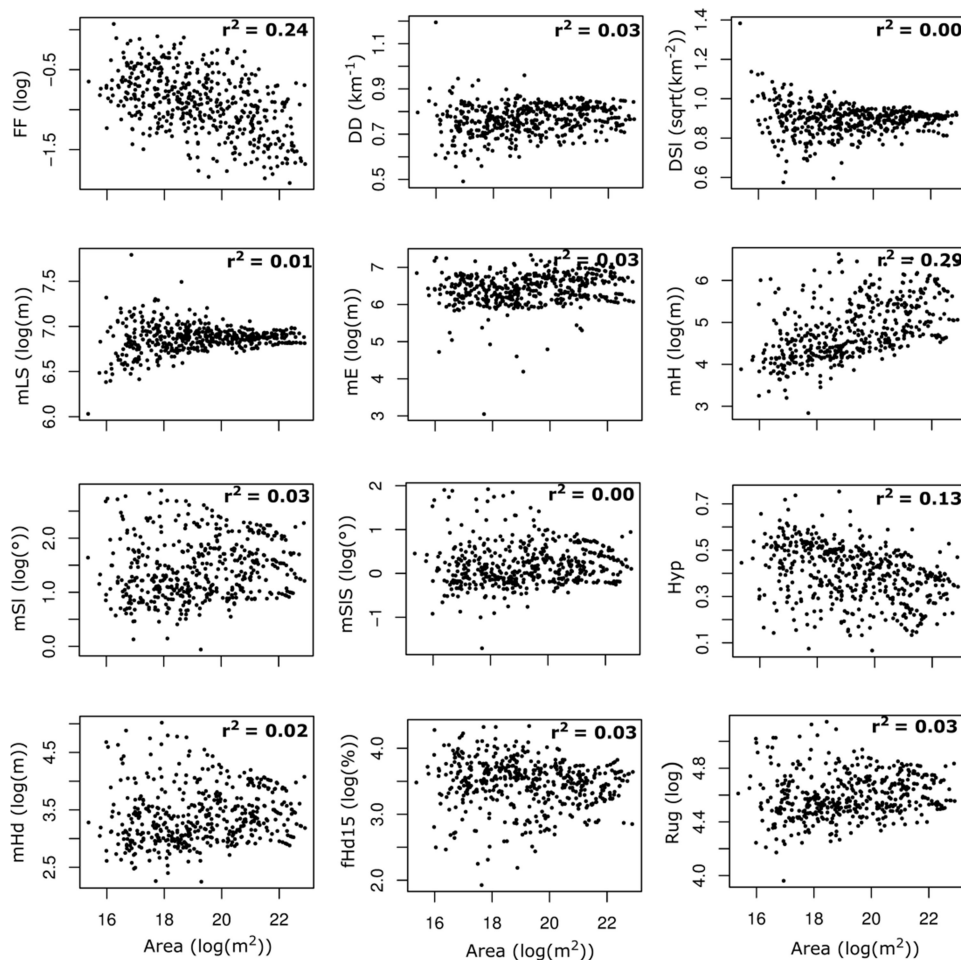 r² = 0.24
FF (log)
-0.5
-1.5
r² = 0.03
DD (km⁻¹)
1.1
0.9
0.7
0.5
r² = 0.00
DSI (sqrt(km⁻²))
1.4
1.0
0.8
0.6
r² = 0.01
mLS (log(m))
7.5
7.0
6.5
6.0
r² = 0.03
mE (log(m))
7
6
5
4
3
r² = 0.29
mH (log(m))
6
5
4
3
r² = 0.03
mSl (log(°))
2.0
1.0
0.0
r² = 0.00
mSlS (log(°))
2
1
0
-1
r² = 0.13
Hyp
0.7
0.5
0.4
0.1
r² = 0.02
mHd (log(m))
4.5
3.5
2.5
16 18 20 22
Area (log(m²))
r² = 0.03
fHd15 (log(%))
4.0
3.0
2.0
16 18 20 22
Area (log(m²))
r² = 0.03
Rug (log)
4.8
4.4
4.0
16 18 20 22
Area (log(m²))